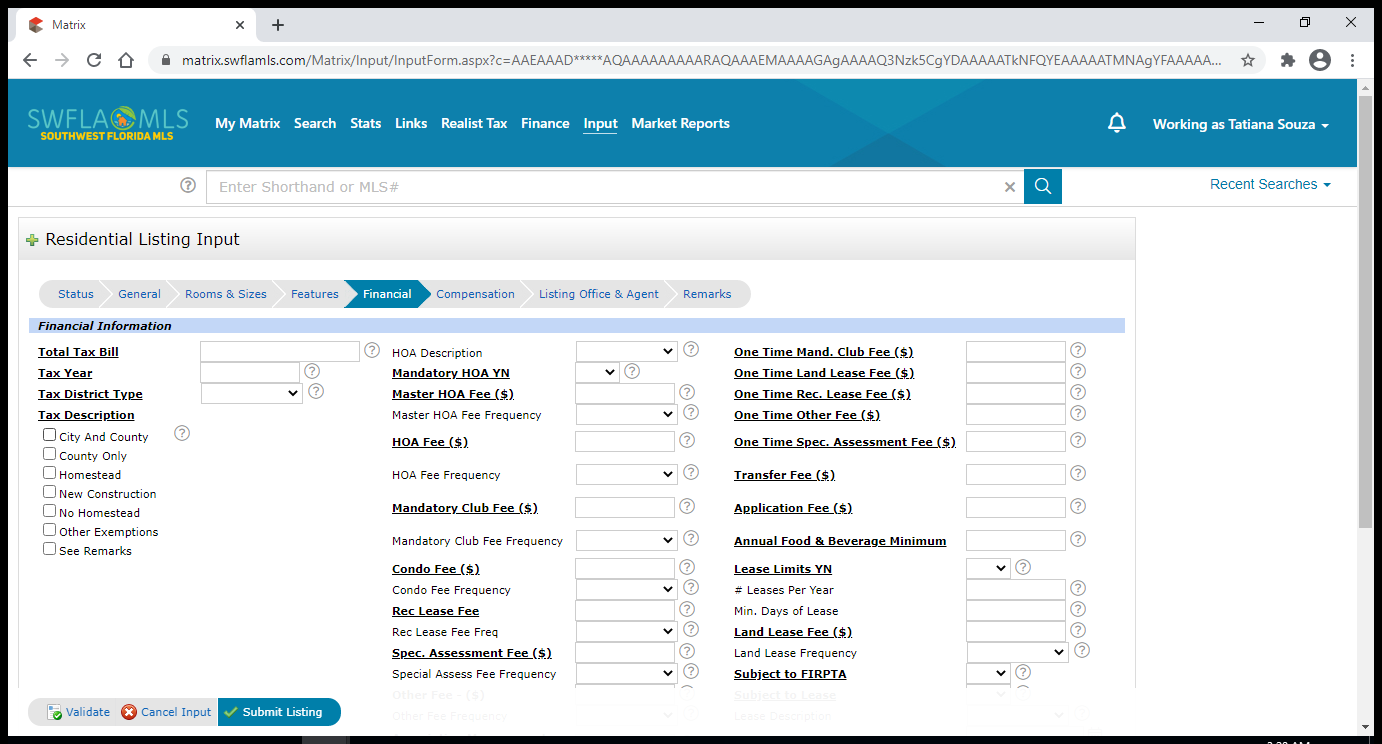 Matrix
matrix.swflamls.com/Matrix/Input/InputForm.aspx?c=AAEAAAD*****AQAAAAAAAAARAQAAAEMAAAAGAgAAAAQ3Nzk5CgYDAAAAATkNFQYEAAAAATMNAgYFAAAAA...
SWFLA MLS
SOUTHWEST FLORIDA MLS
My Matrix Search Stats Links Realist Tax Finance Input Market Reports
Working as Tatiana Souza
Enter Shorthand or MLS#
Recent Searches
Residential Listing Input
Status General Rooms & Sizes Features Financial Compensation Listing Office & Agent Remarks
Financial Information
Total Tax Bill
Tax Year
Tax District Type
Tax Description
City And County
County Only
Homestead
New Construction
No Homestead
Other Exemptions
See Remarks
HOA Description
Mandatory HOA YN
Master HOA Fee ($)
Master HOA Fee Frequency
HOA Fee ($)
HOA Fee Frequency
Mandatory Club Fee ($)
Mandatory Club Fee Frequency
Condo Fee ($)
Condo Fee Frequency
Rec Lease Fee
Rec Lease Fee Freq
Spec. Assessment Fee ($)
Special Assess Fee Frequency
Other Fee - ($)
Other Fee Frequency
One Time Mand. Club Fee ($)
One Time Land Lease Fee ($)
One Time Rec. Lease Fee ($)
One Time Other Fee ($)
One Time Spec. Assessment Fee ($)
Transfer Fee ($)
Application Fee ($)
Annual Food & Beverage Minimum
Lease Limits YN
# Leases Per Year
Min. Days of Lease
Land Lease Fee ($)
Land Lease Frequency
Subject to FIRPTA
Subject to Lease
Lease Description
Validate Cancel Input Submit Listing